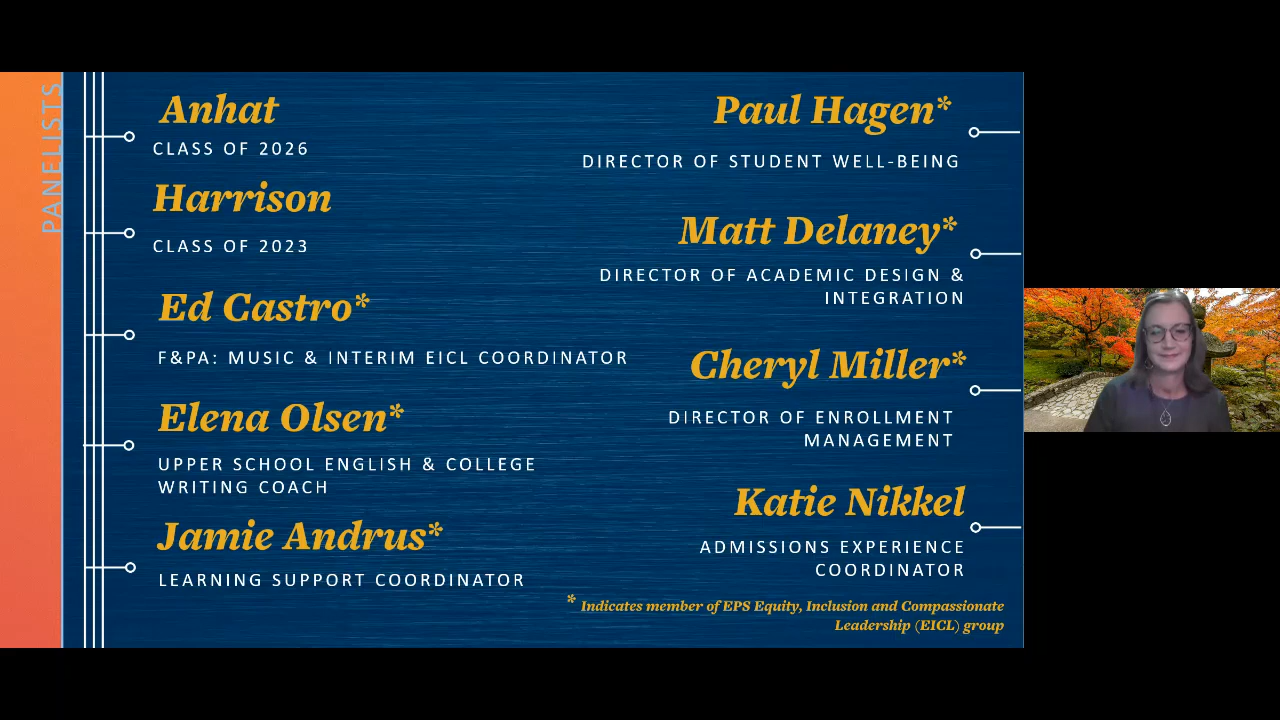 PANELISTS
Anhat
CLASS OF 2026
Harrison
CLASS OF 2023
Ed Castro*
F&PA: MUSIC & INTERIM EICL COORDINATOR
Elena Olsen*
UPPER SCHOOL ENGLISH & COLLEGE
WRITING COACH
Jamie Andrus*
LEARNING SUPPORT COORDINATOR
Paul Hagen*
DIRECTOR OF STUDENT WELL-BEING
Matt Delaney*
DIRECTOR OF ACADEMIC DESIGN &
INTEGRATION
Cheryl Miller*
DIRECTOR OF ENROLLMENT
MANAGEMENT
Katie Nikkel
ADMISSIONS EXPERIENCE
COORDINATOR
* Indicates member of EPS Equity, Inclusion and Compassionate
Leadership (EICL) group